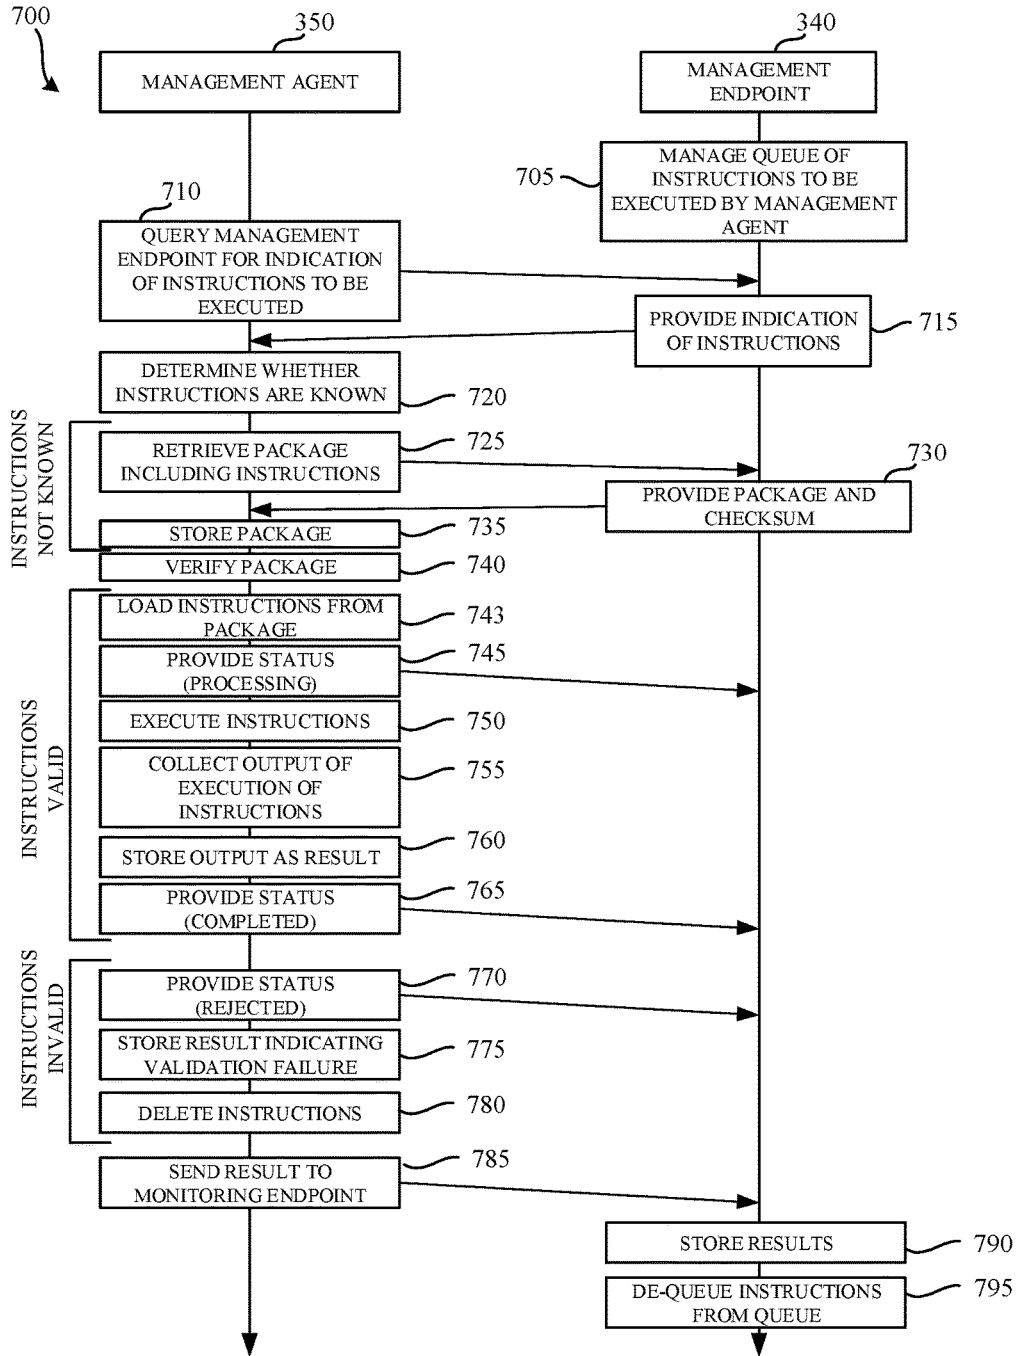 700
350
340
MANAGEMENT AGENT
MANAGEMENT
ENDPOINT
705
MANAGE QUEUE OF
INSTRUCTIONS TO BE
EXECUTED BY MANAGEMENT
AGENT
710
QUERY MANAGEMENT
ENDPOINT FOR INDICATION
OF INSTRUCTIONS TO BE
EXECUTED
PROVIDE INDICATION
OF INSTRUCTIONS
715
DETERMINE WHETHER
INSTRUCTIONS ARE KNOWN
720
INSTRUCTIONS
NOT KNOWN
RETRIEVE PACKAGE
INCLUDING INSTRUCTIONS
725
730
PROVIDE PACKAGE AND
CHECKSUM
STORE PACKAGE
735
VERIFY PACKAGE
740
INSTRUCTIONS
VALID
LOAD INSTRUCTIONS FROM
PACKAGE
743
PROVIDE STATUS
(PROCESSING)
745
EXECUTE INSTRUCTIONS
750
COLLECT OUTPUT OF
EXECUTION OF
INSTRUCTIONS
755
STORE OUTPUT AS RESULT
760
PROVIDE STATUS
(COMPLETED)
765
INSTRUCTIONS
INVALID
PROVIDE STATUS
(REJECTED)
770
STORE RESULT INDICATING
VALIDATION FAILURE
775
DELETE INSTRUCTIONS
780
SEND RESULT TO
MONITORING ENDPOINT
785
STORE RESULTS
790
DE-QUEUE INSTRUCTIONS
FROM QUEUE
795